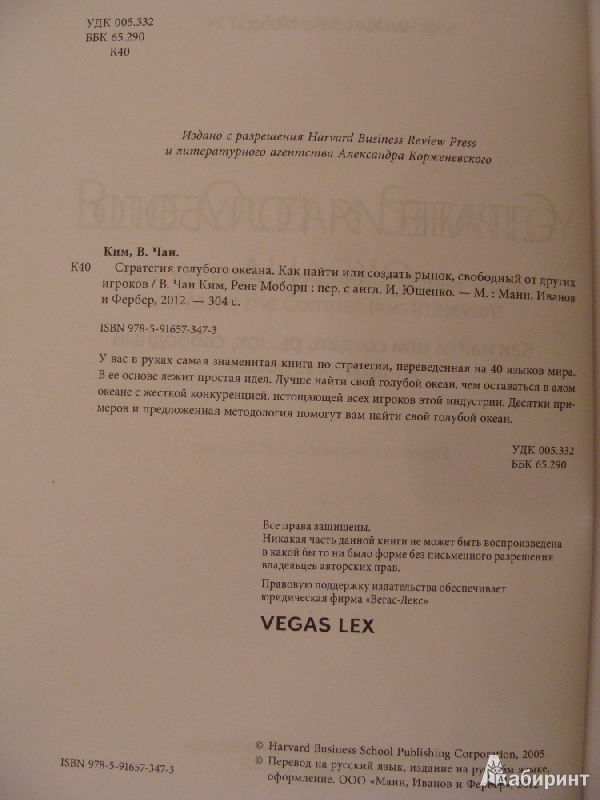 УДК 005.332
ББК 65.290
К40
Издано с разрешения Harvard Business Review Press
и литературного агентства Александра Корженевского
Ким, В. Чан.
К40 Стратегия голубого океана. Как найти или создать рынок, свободный от других
игроков / В. Чан Ким, Рене Моборн ; пер. с англ. И. Ющенко. — М. : Манн, Иванов
и Фербер, 2012. — 304 с.
ISBN 978-5-91657-347-3
У вас в руках самая знаменитая книга по стратегии, переведенная на 40 языков мира.
В ее основе лежит простая идея. Лучше найти свой голубой океан, чем оставаться в алом
океане с жесткой конкуренцией, истощающей всех игроков этой индустрии. Десятки при-
меров и предложенная методология помогут вам найти свой голубой океан.
УДК 005.332
ББК 65.290
Все права защищены.
Никакая часть данной книги не может быть воспроизведена
в какой бы то ни было форме без письменного разрешения
владельцев авторских прав.
Правовую поддержку издательства обеспечивает
юридическая фирма «Вегас-Лекс»
VEGAS LEX
© Harvard Business School Publishing Corporation, 2005
© Перевод на русский язык, издание на русском языке,
ISBN 978-5-91657-347-3 оформление. ООО «Манн, Иванов и Фербер», 2012
Лабиринт